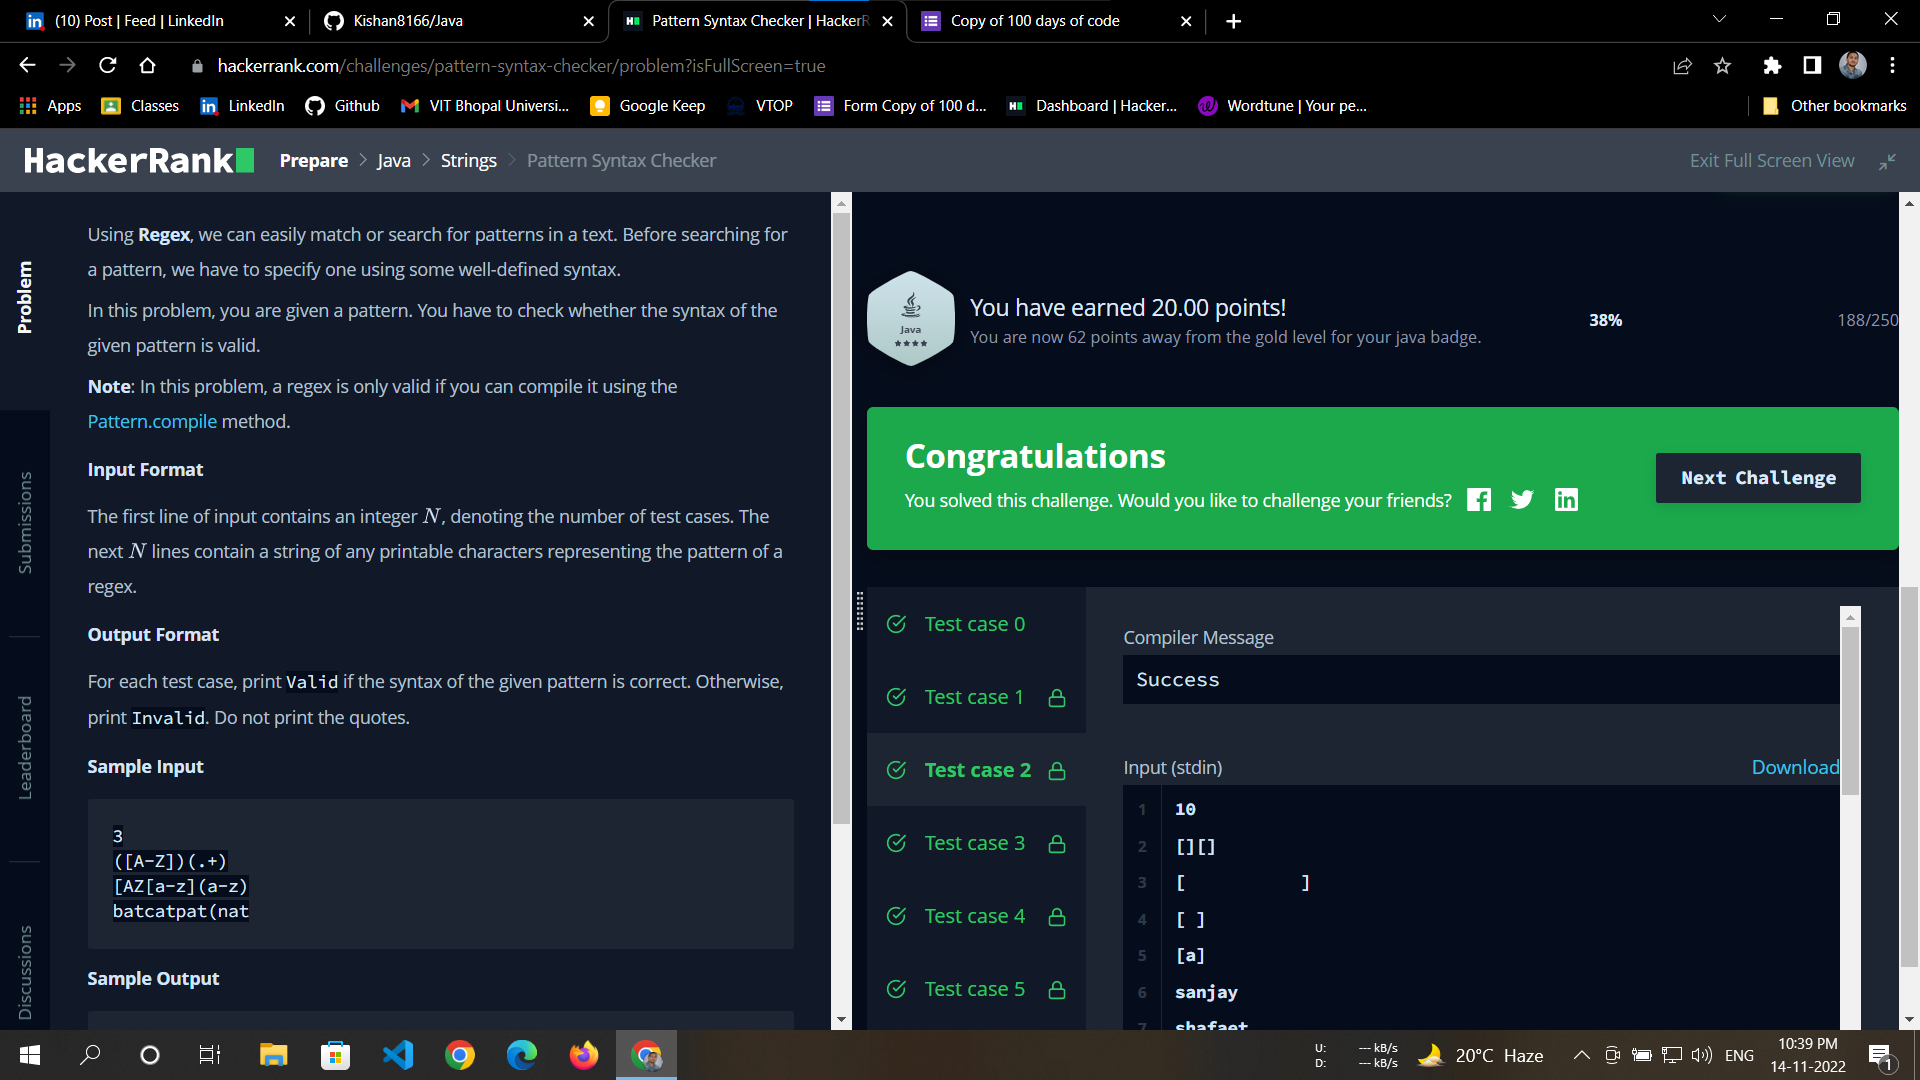 (10) Post | Feed | LinkedIn
Kishan8166/Java
Pattern Syntax Checker | HackerR
Copy of 100 days of code
hackerrank.com/challenges/pattern-syntax-checker/problem?isFullScreen=true
Apps
Classes
LinkedIn
Github
VIT Bhopal Universi...
Google Keep
VTOP
Form Copy of 100 d...
Dashboard | Hacker...
Wordtune | Your pe...
Other bookmarks
HackerRank
Prepare > Java > Strings > Pattern Syntax Checker
Exit Full Screen View
Problem
Submissions
Leaderboard
Discussions
Using Regex, we can easily match or search for patterns in a text. Before searching for
a pattern, we have to specify one using some well-defined syntax.
In this problem, you are given a pattern. You have to check whether the syntax of the
given pattern is valid.
Note: In this problem, a regex is only valid if you can compile it using the
Pattern.compile method.
Input Format
The first line of input contains an integer N, denoting the number of test cases. The
next N lines contain a string of any printable characters representing the pattern of a
regex.
Output Format
For each test case, print Valid if the syntax of the given pattern is correct. Otherwise,
print Invalid. Do not print the quotes.
Sample Input
3
([A-Z])(.+)
[AZ[a-z](a-z)
batcatpat(nat
Sample Output
Java
You have earned 20.00 points!
You are now 62 points away from the gold level for your java badge.
38%
188/250
Congratulations
You solved this challenge. Would you like to challenge your friends?
Next Challenge
Test case 0
Test case 1
Test case 2
Test case 3
Test case 4
Test case 5
Compiler Message
Success
Input (stdin)
Download
1 10
2 [][]
3 [            ]
4 [ ]
5 [a]
6 sanjay
7 shafaet
U: --- kB/s
D: --- kB/s
20°C Haze
ENG
10:39 PM
14-11-2022
1